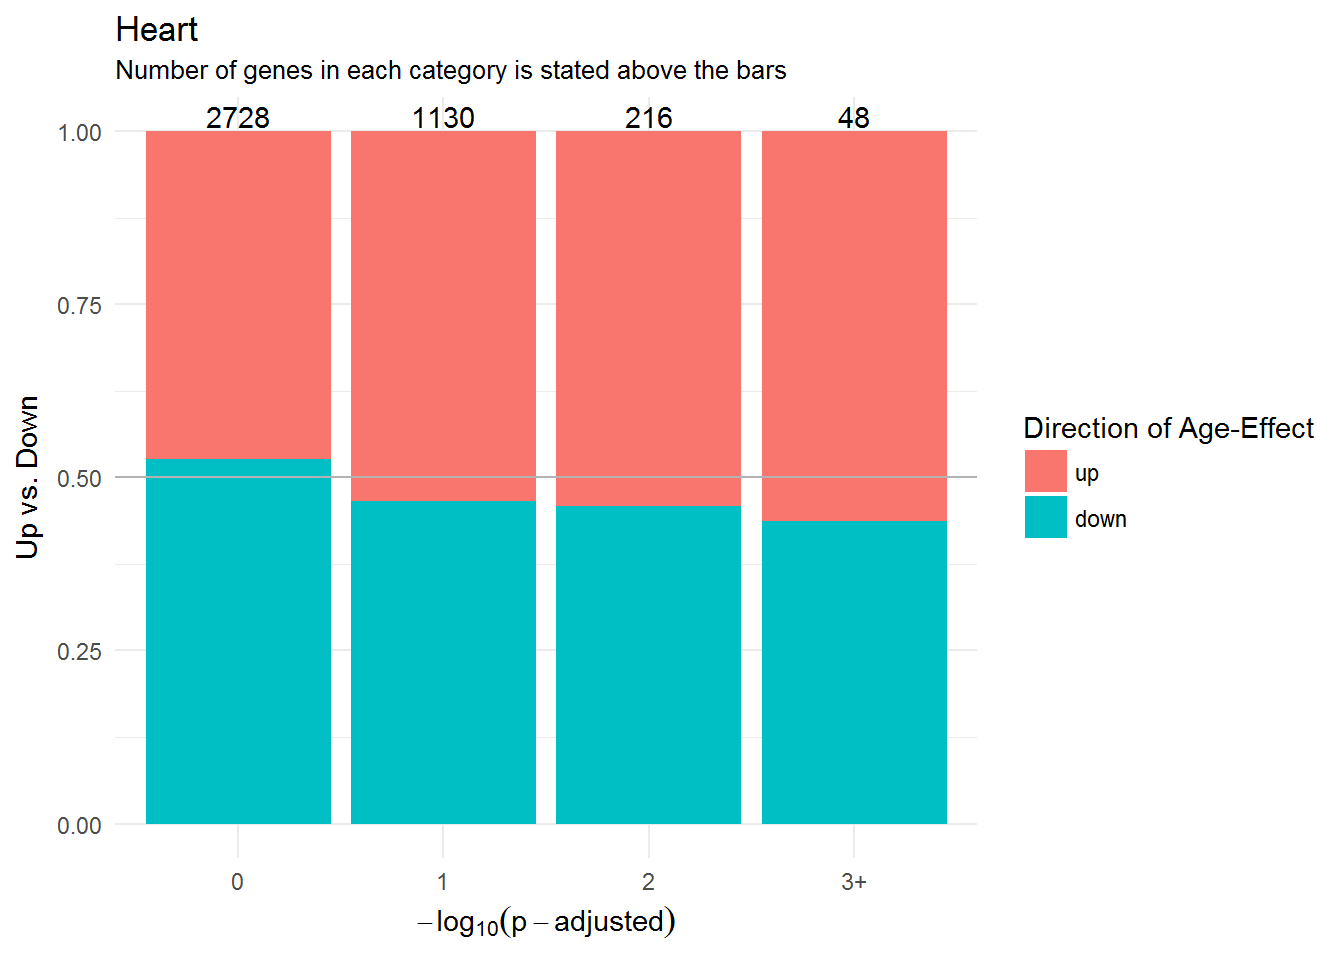 Heart
Number of genes in each category is stated above the bars
2728 1130 216 48
1.00
0.75
0.50
0.25
0.00
Up vs. Down
0 1 2 3+
−log₁₀(p − adjusted)
Direction of Age-Effect
up
down